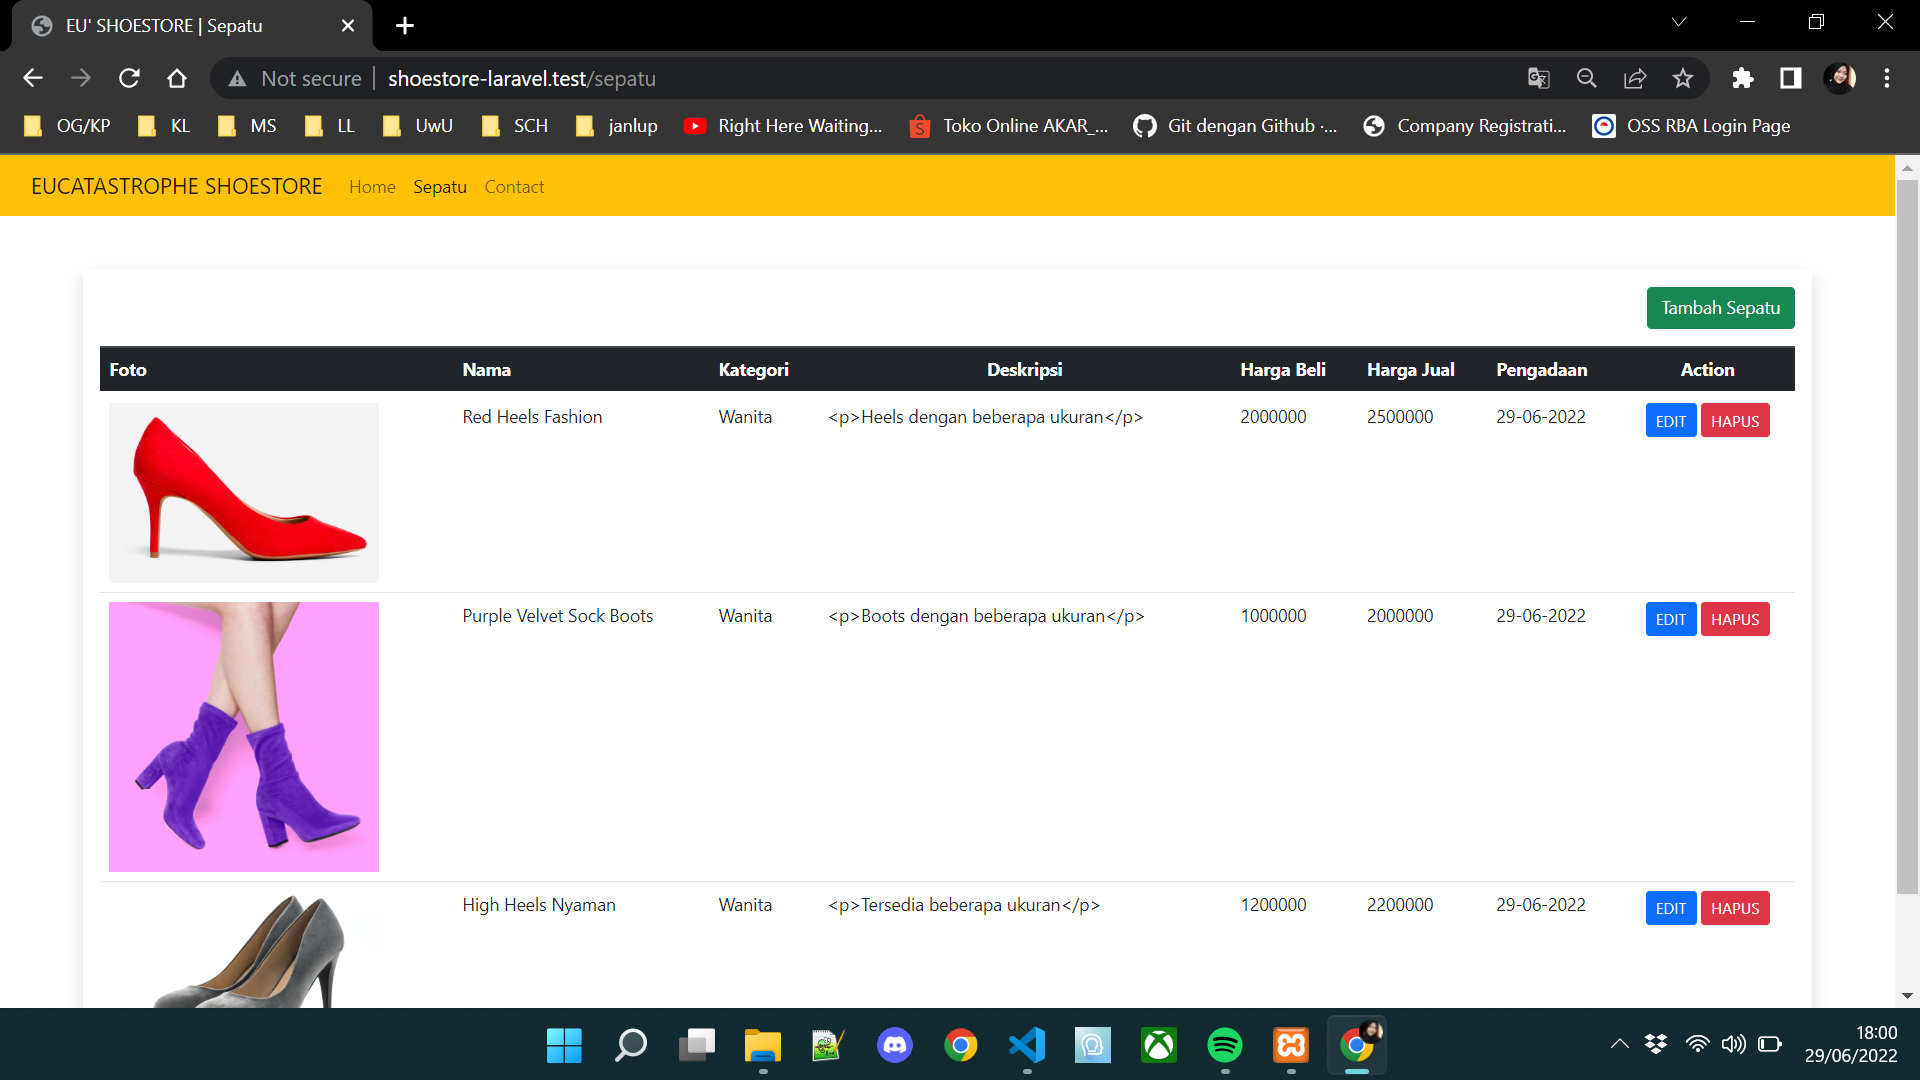 EU' SHOESTORE | Sepatu
Not secure | shoestore-laravel.test/sepatu
OG/KP KL MS LL UwU SCH janlup Right Here Waiting... Toko Online AKAR_... Git dengan Github ·... Company Registrati... OSS RBA Login Page
EUCATASTROPHE SHOESTORE Home Sepatu Contact
Tambah Sepatu
Foto Nama Kategori Deskripsi Harga Beli Harga Jual Pengadaan Action
Red Heels Fashion Wanita <p>Heels dengan beberapa ukuran</p> 2000000 2500000 29-06-2022 EDIT HAPUS
Purple Velvet Sock Boots Wanita <p>Boots dengan beberapa ukuran</p> 1000000 2000000 29-06-2022 EDIT HAPUS
High Heels Nyaman Wanita <p>Tersedia beberapa ukuran</p> 1200000 2200000 29-06-2022 EDIT HAPUS
18:00
29/06/2022